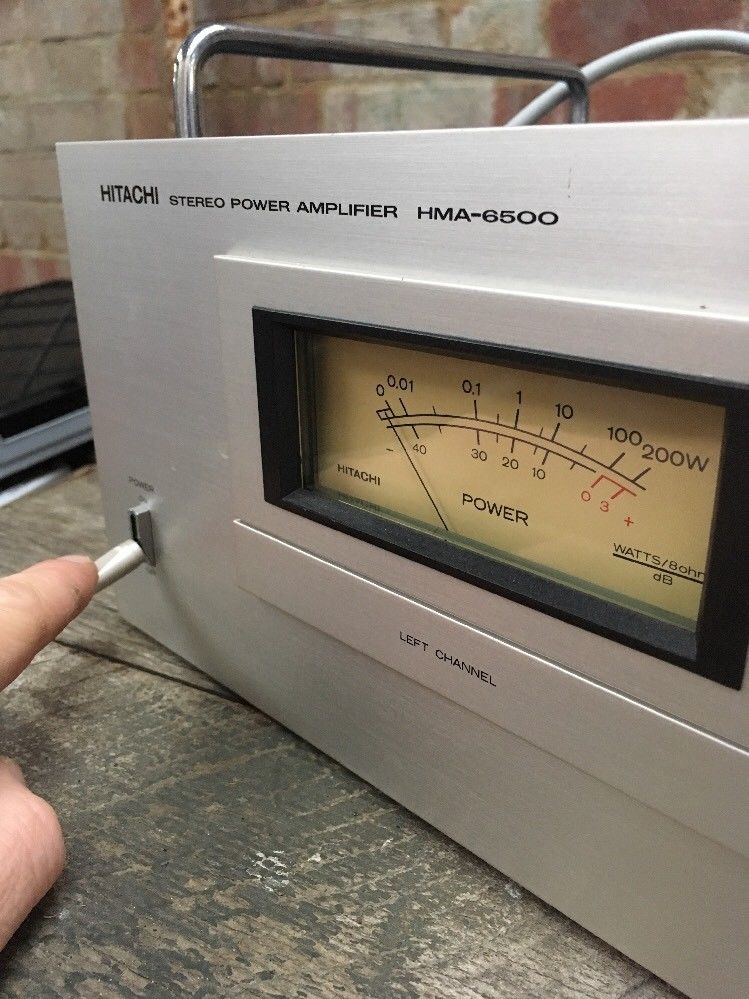 HITACHI STEREO POWER AMPLIFIER HMA-6500
0 0.01 0.1 1 10 100 200W
- 40 30 20 10 0 3 +
HITACHI
POWER
WATTS/8ohm
dB
POWER
LEFT CHANNEL